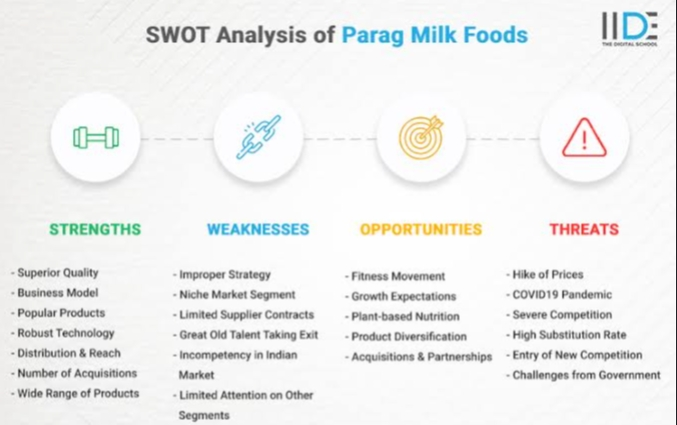 SWOT Analysis of Parag Milk Foods
IIDE
THE DIGITAL SCHOOL
STRENGTHS
- Superior Quality
- Business Model
- Popular Products
- Robust Technology
- Distribution & Reach
- Number of Acquisitions
- Wide Range of Products
WEAKNESSES
- Improper Strategy
- Niche Market Segment
- Limited Supplier Contracts
- Great Old Talent Taking Exit
- Incompetency in Indian
Market
- Limited Attention on Other
Segments
OPPORTUNITIES
- Fitness Movement
- Growth Expectations
- Plant-based Nutrition
- Product Diversification
- Acquisitions & Partnerships
THREATS
- Hike of Prices
- COVID19 Pandemic
- Severe Competition
- High Substitution Rate
- Entry of New Competition
- Challenges from Government